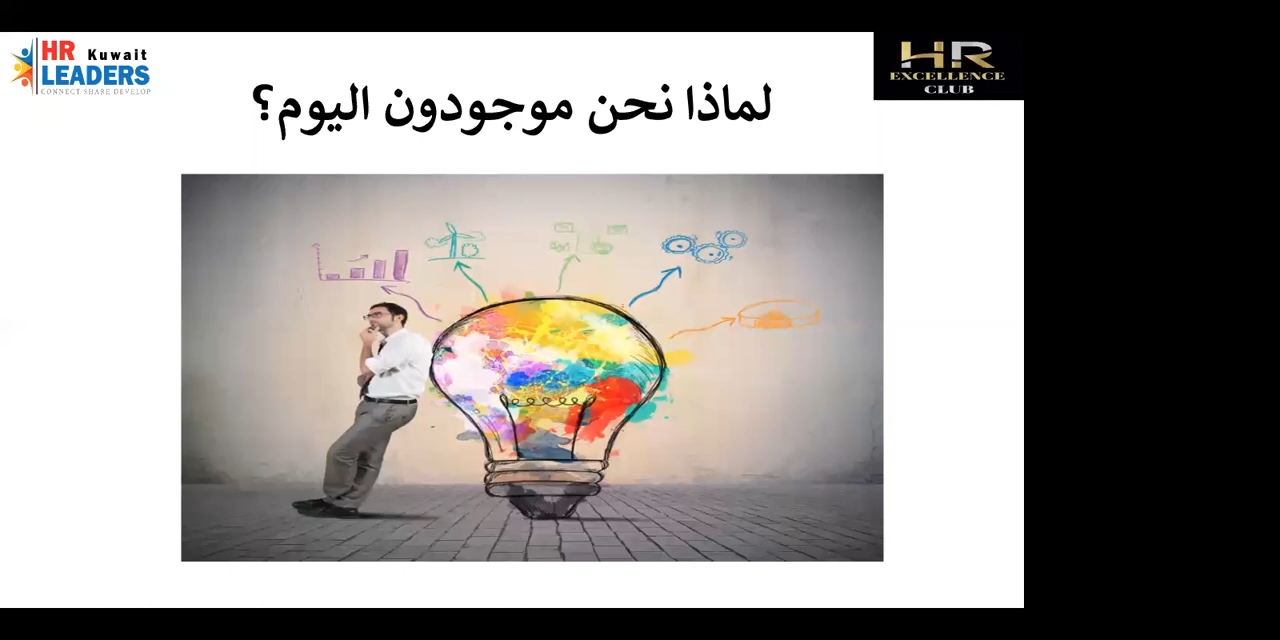 HR Kuwait
LEADERS
CONNECT SHARE DEVELOP
HR
EXCELLENCE
CLUB
لماذا نحن موجودون اليوم؟